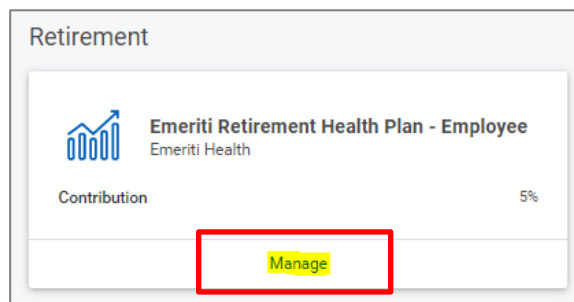 Retirement
Emeriti Retirement Health Plan - Employee
Emeriti Health
Contribution 5%
Manage